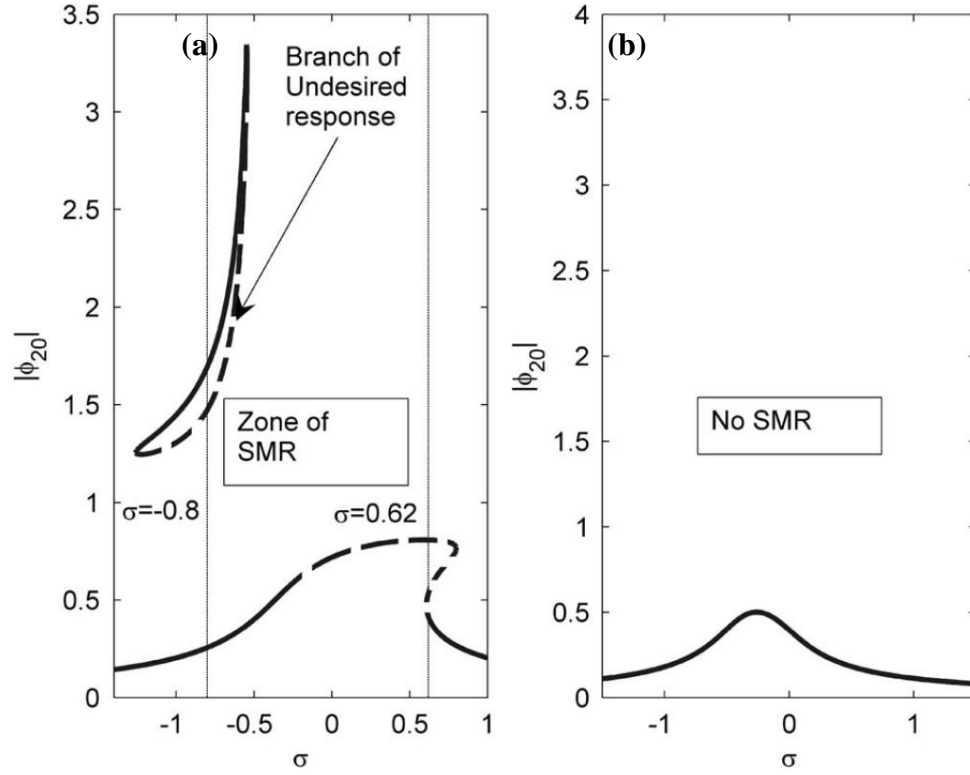 (a)
3.5
3
2.5
2
1.5
1
0.5
0
|ϕ20|
Branch of
Undesired
response
Zone of
SMR
σ=-0.8
σ=0.62
-1
-0.5
0
0.5
1
σ
(b)
4
3.5
3
2.5
2
1.5
1
0.5
0
|ϕ20|
No SMR
-1
0
1
σ